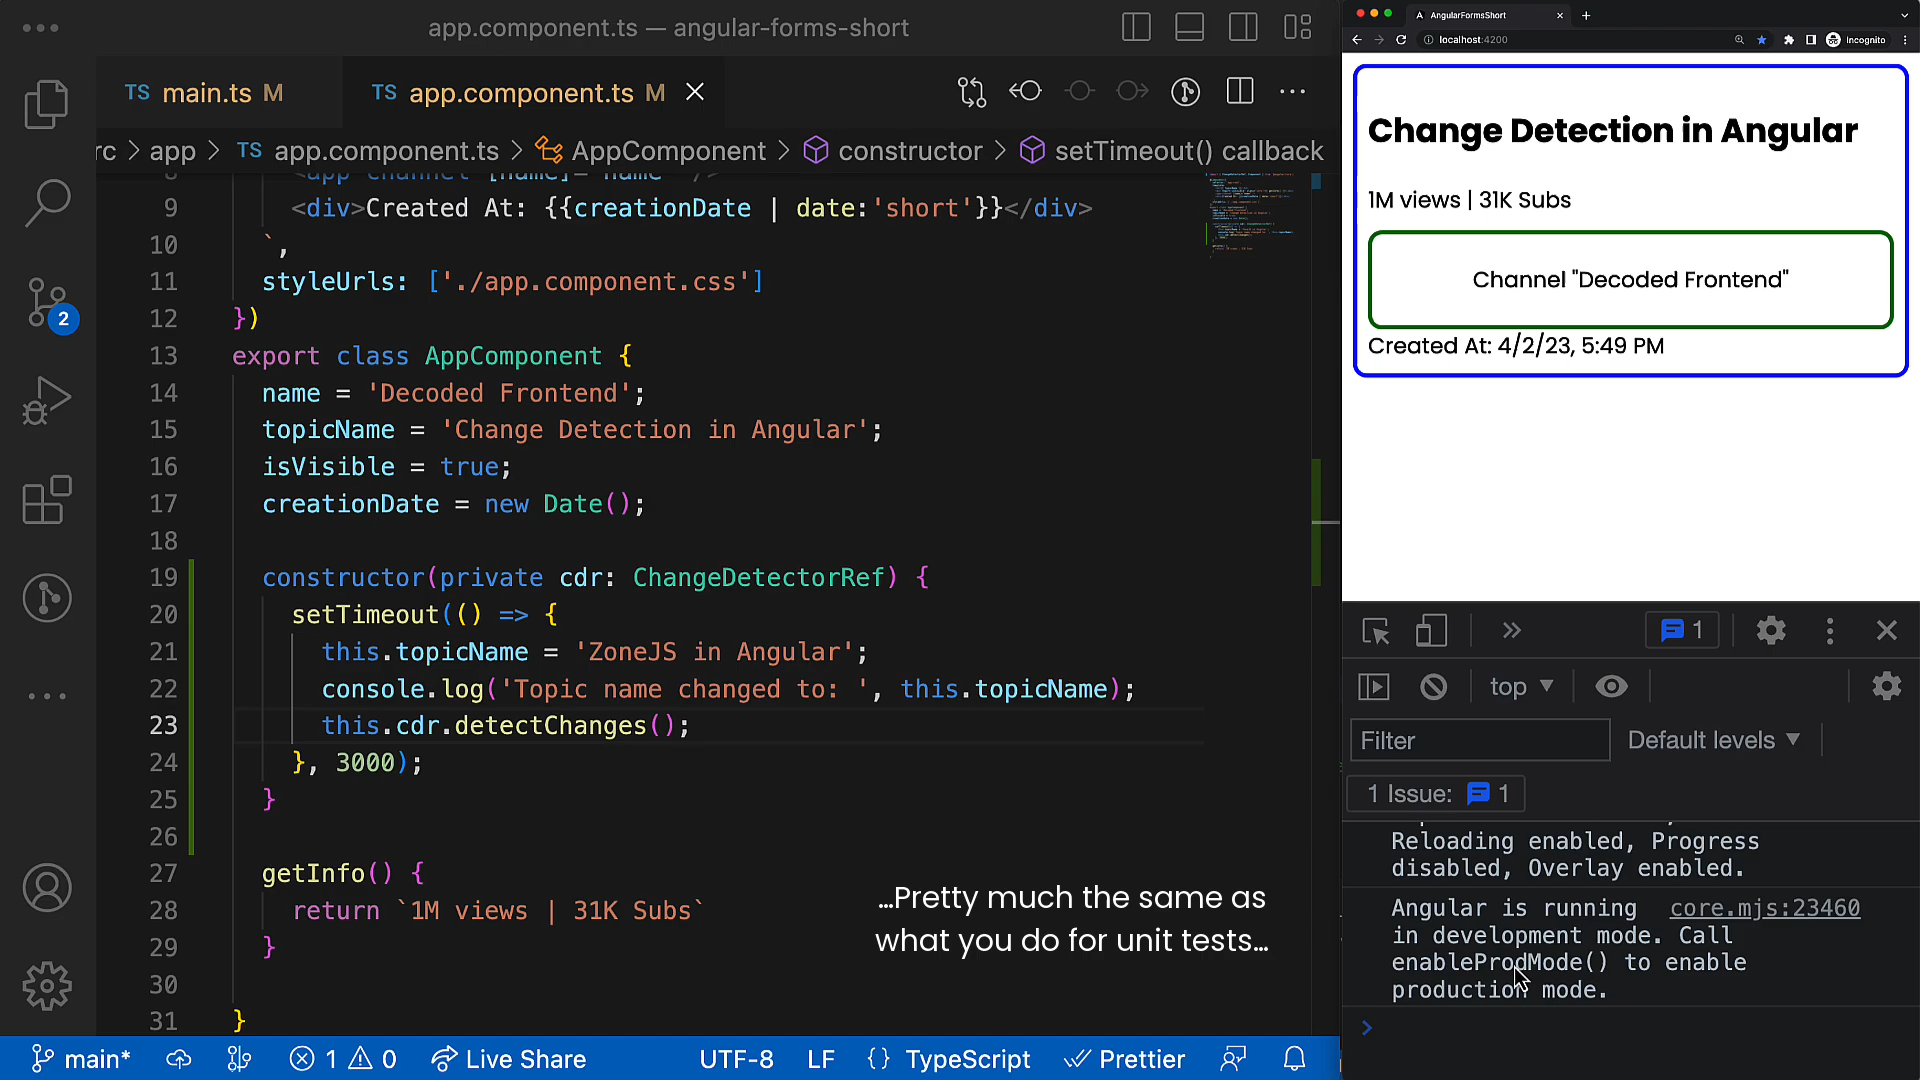 app.component.ts — angular-forms-short
TS main.ts M
TS app.component.ts M
rc > app > TS app.component.ts > AppComponent > constructor > setTimeout() callback
9 <div>Created At: {{creationDate | date:'short'}}</div>
10 `,
11 styleUrls: ['./app.component.css']
12 })
13 export class AppComponent {
14 name = 'Decoded Frontend';
15 topicName = 'Change Detection in Angular';
16 isVisible = true;
17 creationDate = new Date();
18
19 constructor(private cdr: ChangeDetectorRef) {
20 setTimeout(() => {
21 this.topicName = 'ZoneJS in Angular';
22 console.log('Topic name changed to: ', this.topicName);
23 this.cdr.detectChanges();
24 }, 3000);
25 }
26
27 getInfo() {
28 return `1M views | 31K Subs`
29 }
30
31 }
…Pretty much the same as
what you do for unit tests…
2
main* 1 0 Live Share UTF-8 LF {} TypeScript Prettier
AngularFormsShort
localhost:4200
Incognito
Change Detection in Angular
1M views | 31K Subs
Channel "Decoded Frontend"
Created At: 4/2/23, 5:49 PM
1
top
Filter Default levels
1 Issue: 1
Reloading enabled, Progress
disabled, Overlay enabled.
Angular is running core.mjs:23460
in development mode. Call
enableProdMode() to enable
production mode.